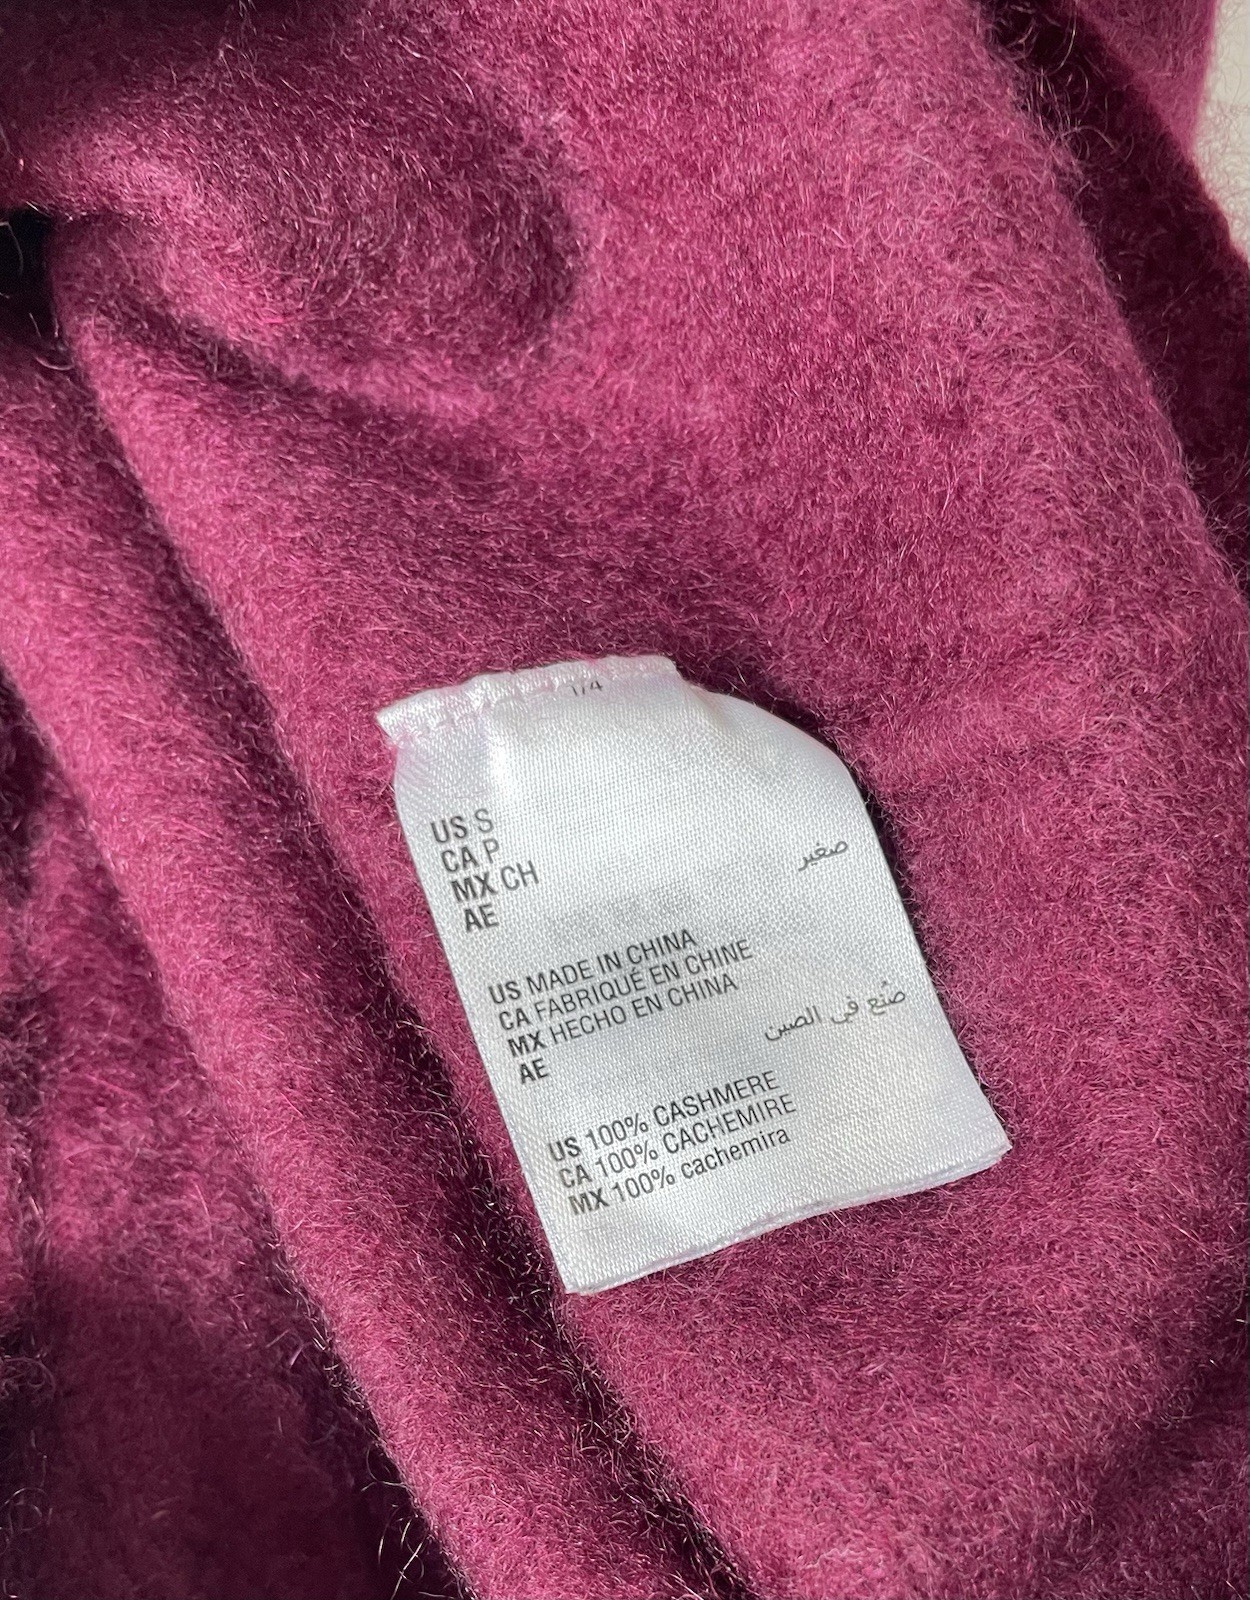 1/4
US S
CA P
MX CH
AE صغير
US MADE IN CHINA
CA FABRIQUÉ EN CHINE
MX HECHO EN CHINA
AE صُنع في الصين
US 100% CASHMERE
CA 100% CACHEMIRE
MX 100% cachemira